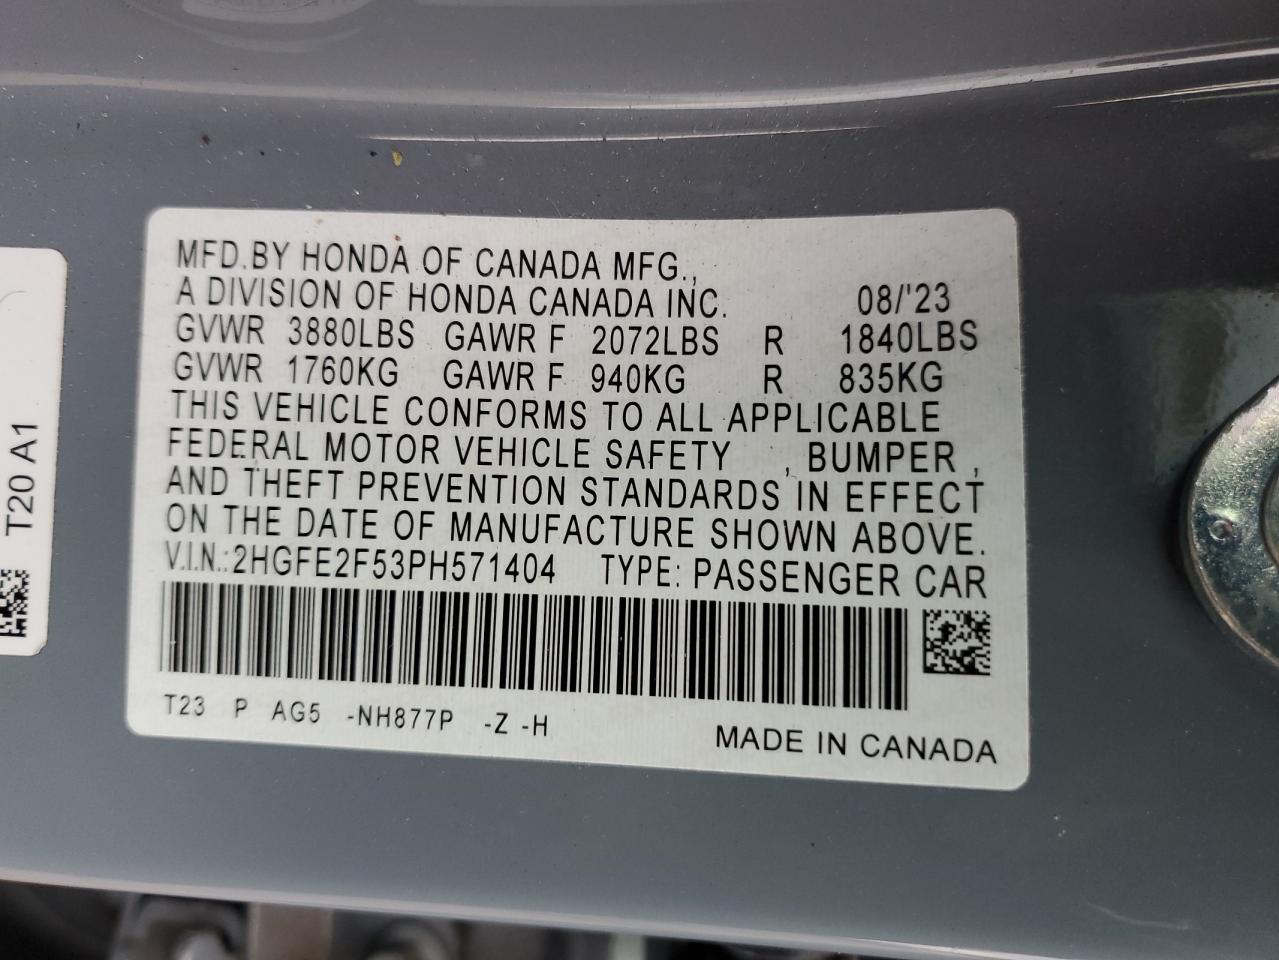 MFD.BY HONDA OF CANADA MFG.,
A DIVISION OF HONDA CANADA INC. 08/'23
GVWR 3880LBS GAWR F 2072LBS R 1840LBS
GVWR 1760KG GAWR F 940KG R 835KG
THIS VEHICLE CONFORMS TO ALL APPLICABLE
FEDERAL MOTOR VEHICLE SAFETY , BUMPER ,
AND THEFT PREVENTION STANDARDS IN EFFECT
ON THE DATE OF MANUFACTURE SHOWN ABOVE.
V.I.N.:2HGFE2F53PH571404 TYPE: PASSENGER CAR
T23 P AG5 -NH877P -Z -H
MADE IN CANADA
T20 A1